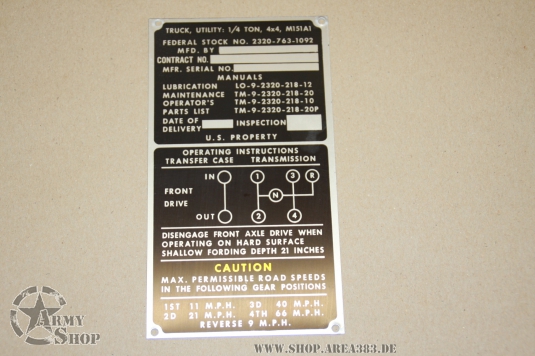 TRUCK, UTILITY: 1/4 TON, 4x4, M151A1
FEDERAL STOCK NO. 2320-763-1092
MFD. BY
CONTRACT NO.
MFR. SERIAL NO.
MANUALS
LUBRICATION LO-9-2320-218-12
MAINTENANCE TM-9-2320-218-20
OPERATOR'S TM-9-2320-218-10
PARTS LIST TM-9-2320-218-20P
DATE OF DELIVERY INSPECTION
U.S. PROPERTY
OPERATING INSTRUCTIONS
TRANSFER CASE TRANSMISSION
IN 1 3 R
FRONT
N
DRIVE
OUT 2 4
DISENGAGE FRONT AXLE DRIVE WHEN
OPERATING ON HARD SURFACE
SHALLOW FORDING DEPTH 21 INCHES
CAUTION
MAX. PERMISSIBLE ROAD SPEEDS
IN THE FOLLOWING GEAR POSITIONS
1ST 11 M.P.H. 3D 40 M.P.H.
2D 21 M.P.H. 4TH 66 M.P.H.
REVERSE 9 M.P.H.
ARMY
SHOP
WWW.SHOP.AREA383.DE